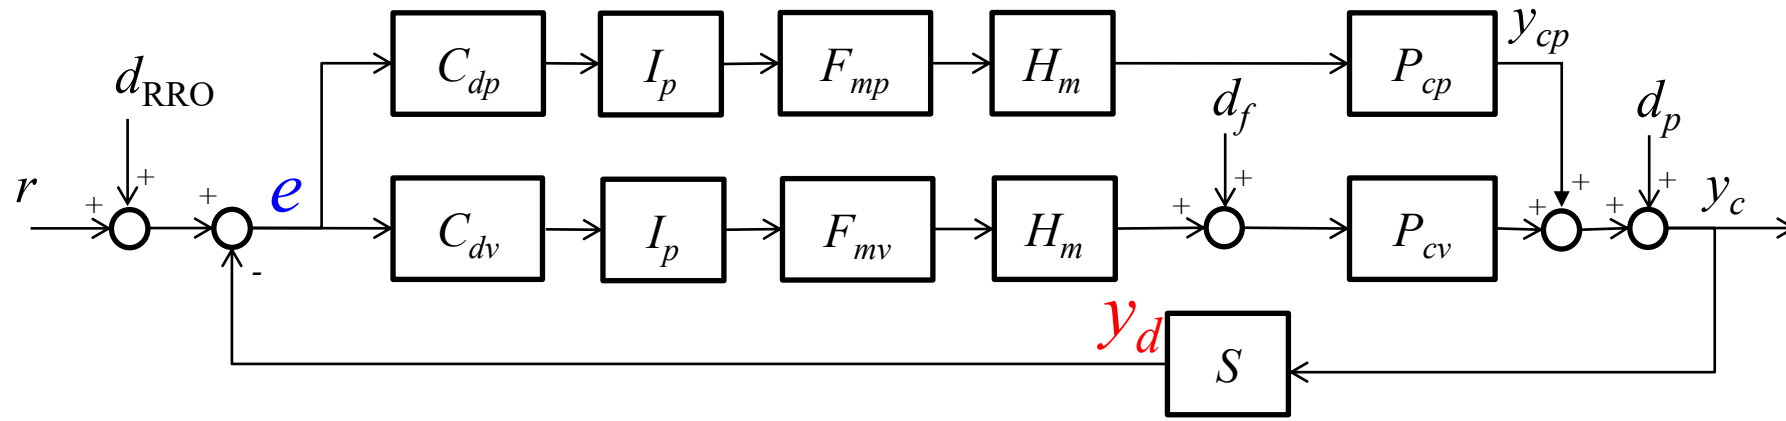 y_cp
C_dp I_p F_mp H_m P_cp
d_RRO d_f d_p
+ + + +
r + + e C_dv I_p F_mv H_m + P_cv + + y_c
-
y_d S